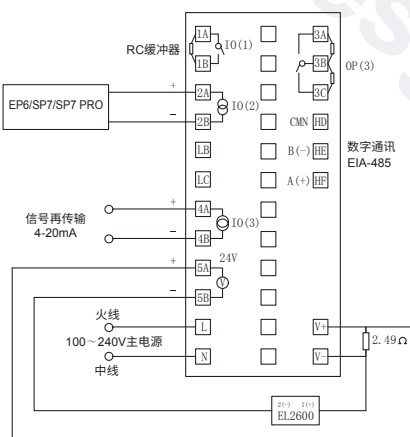 1A
IO(1)
3A
RC缓冲器
1B
3B
OP(3)
+
2A
3C
EP6/SP7/SP7 PRO
IO(2)
−
2B
CMN
HD
LB
B(−)
HE
数字通讯
EIA-485
LC
A(+)
HF
+
4A
信号再传输
4-20mA
IO(3)
−
4B
+
5A
24V
V
−
5B
火线
L
V+
100～240V主电源
2.49Ω
N
V−
中线
2(−) 1(+)
EL2600